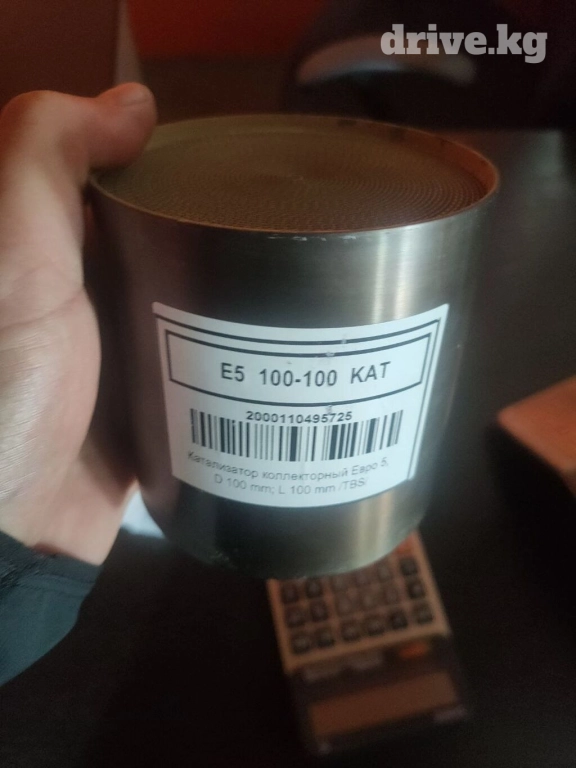 drive.kg
E5 100-100 KAT
2000110495725
Катализатор коллекторный Евро 5,
D 100 mm; L 100 mm /TBS/